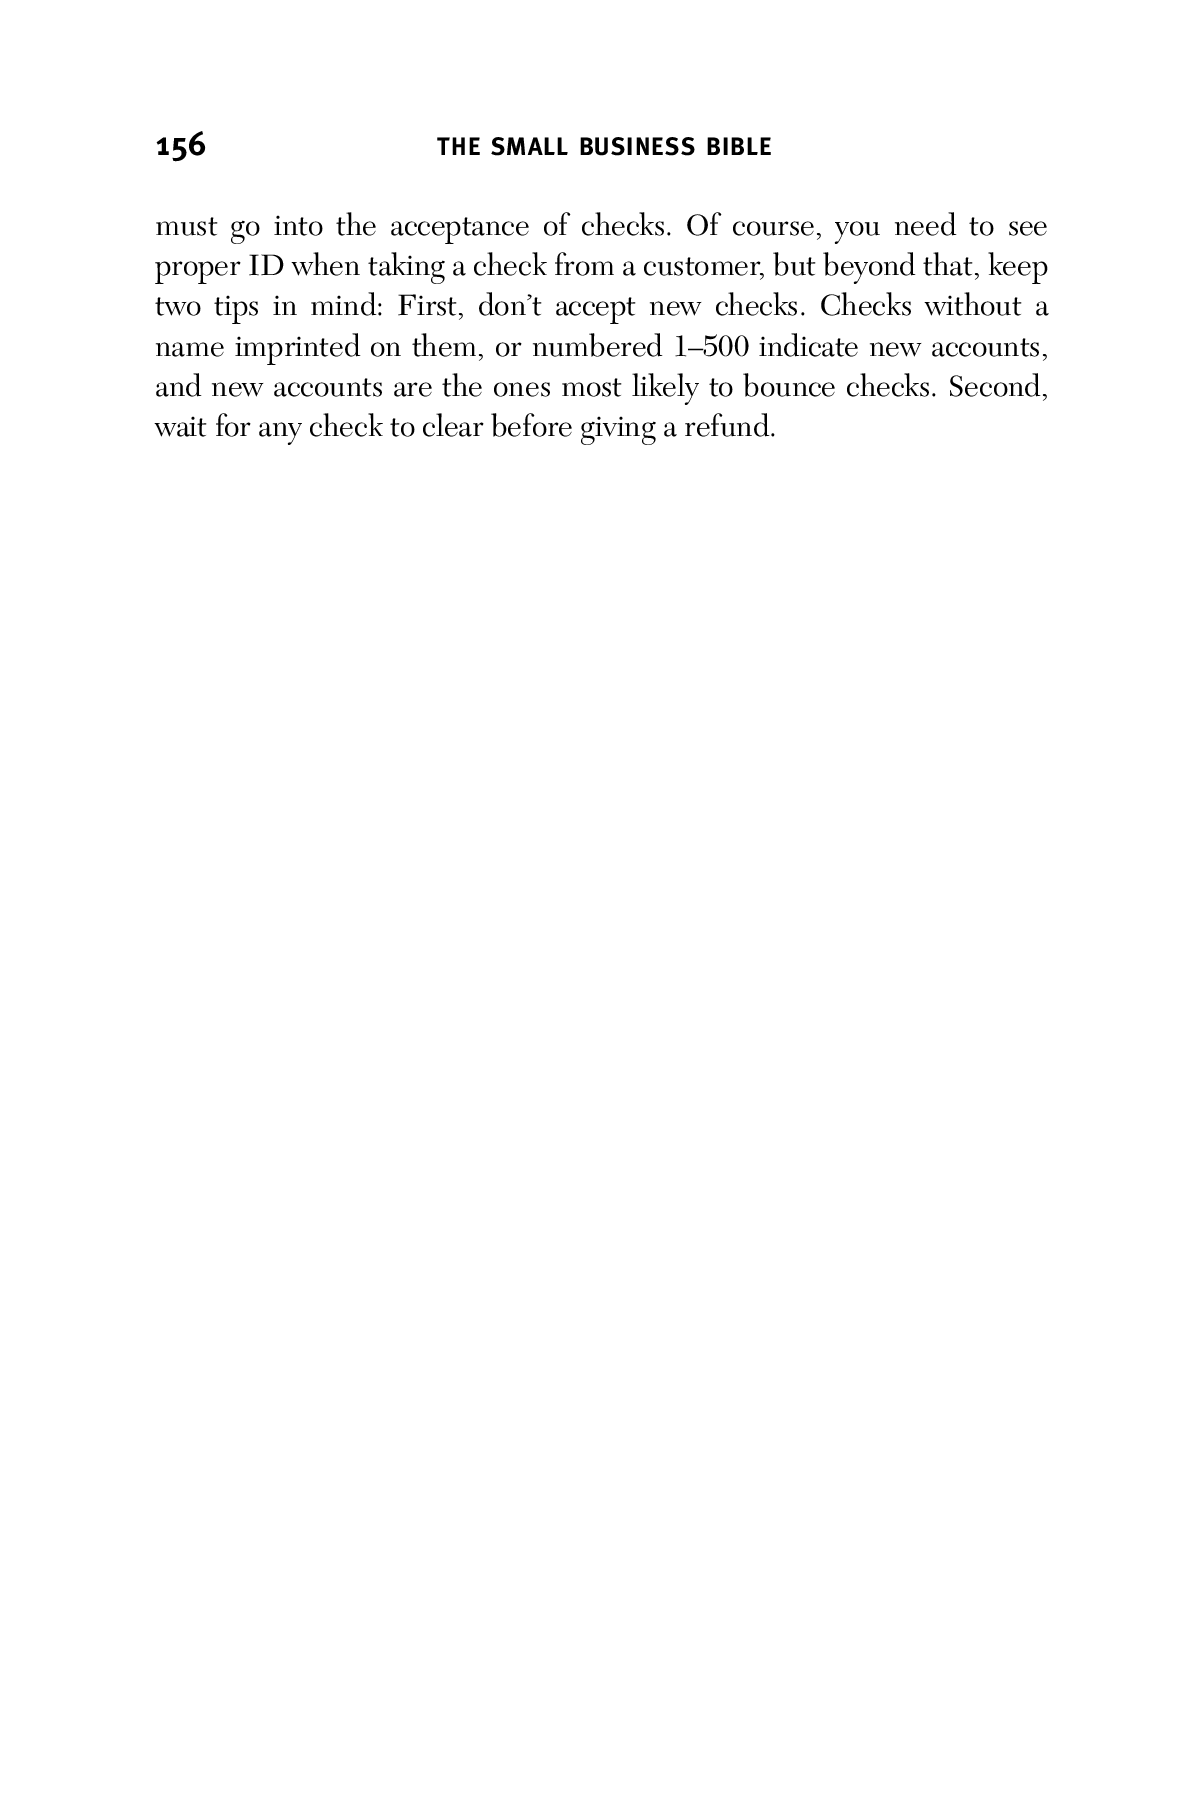 156 THE SMALL BUSINESS BIBLE
must go into the acceptance of checks. Of course, you need to see
proper ID when taking a check from a customer, but beyond that, keep
two tips in mind: First, don’t accept new checks. Checks without a
name imprinted on them, or numbered 1–500 indicate new accounts,
and new accounts are the ones most likely to bounce checks. Second,
wait for any check to clear before giving a refund.